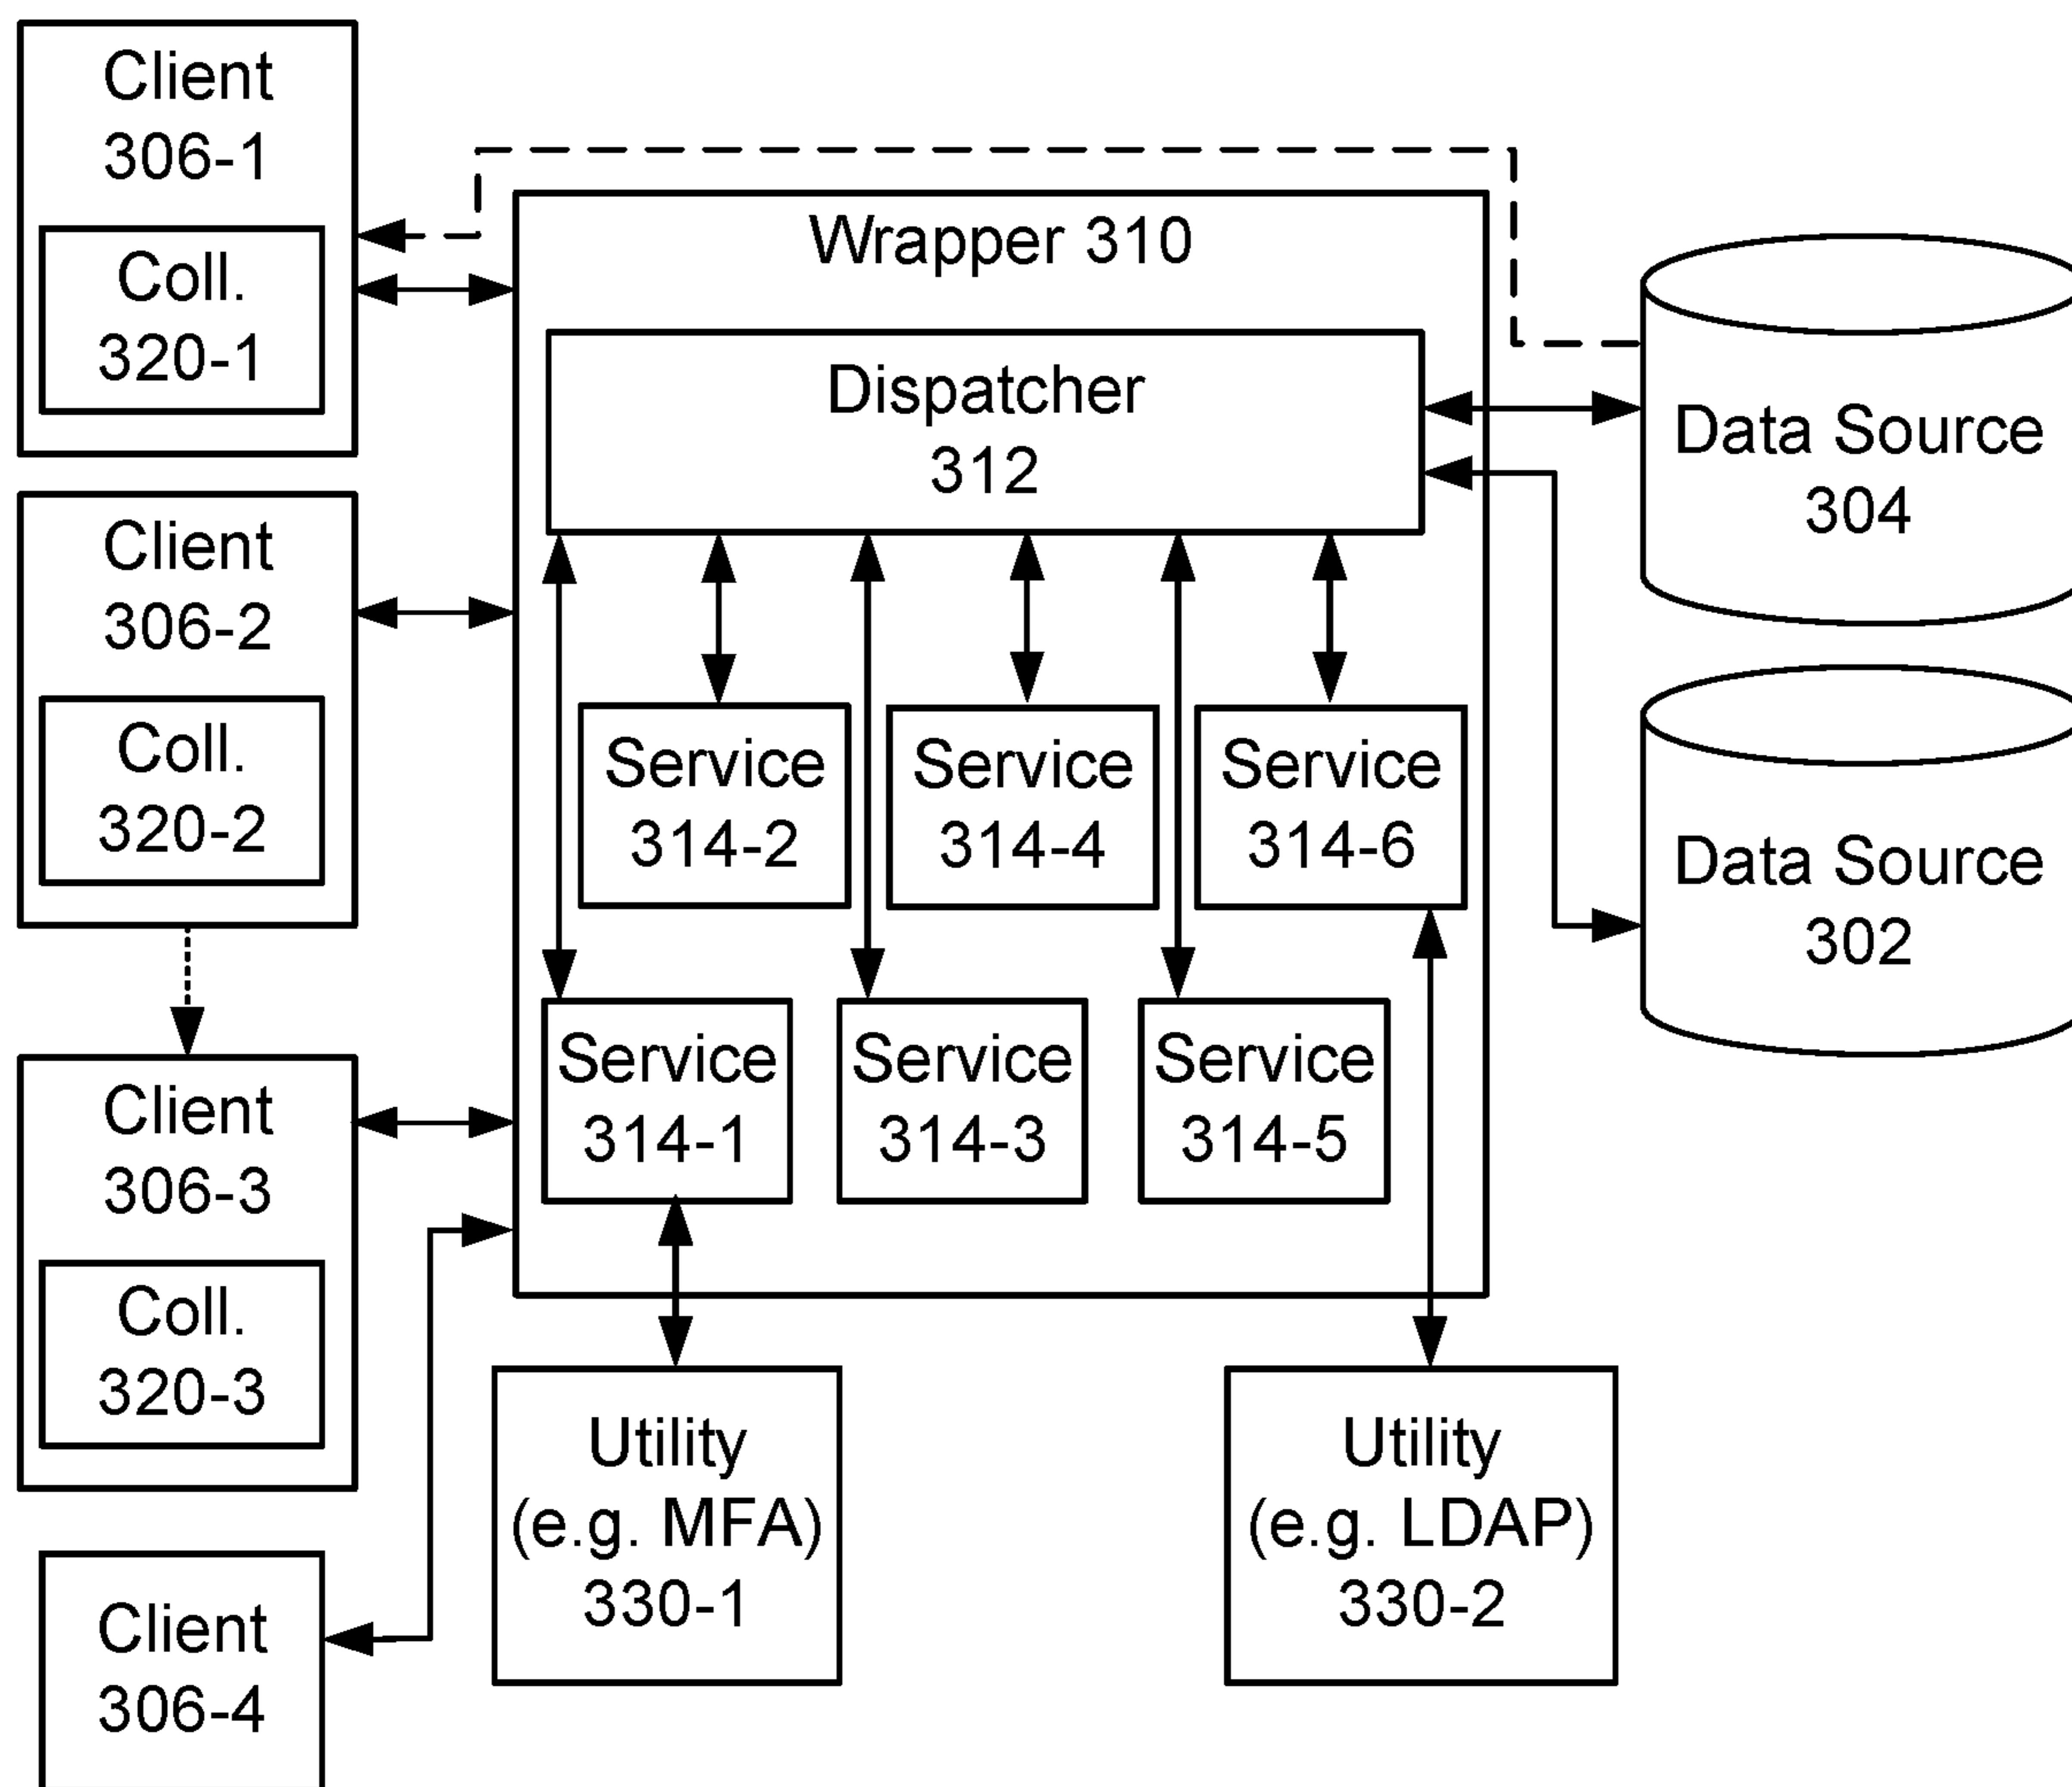 Client
306-1
Coll.
320-1
Client
306-2
Coll.
320-2
Client
306-3
Coll.
320-3
Client
306-4
Wrapper 310
Dispatcher
312
Service
314-2
Service
314-4
Service
314-6
Service
314-1
Service
314-3
Service
314-5
Utility
(e.g. MFA)
330-1
Utility
(e.g. LDAP)
330-2
Data Source
304
Data Source
302